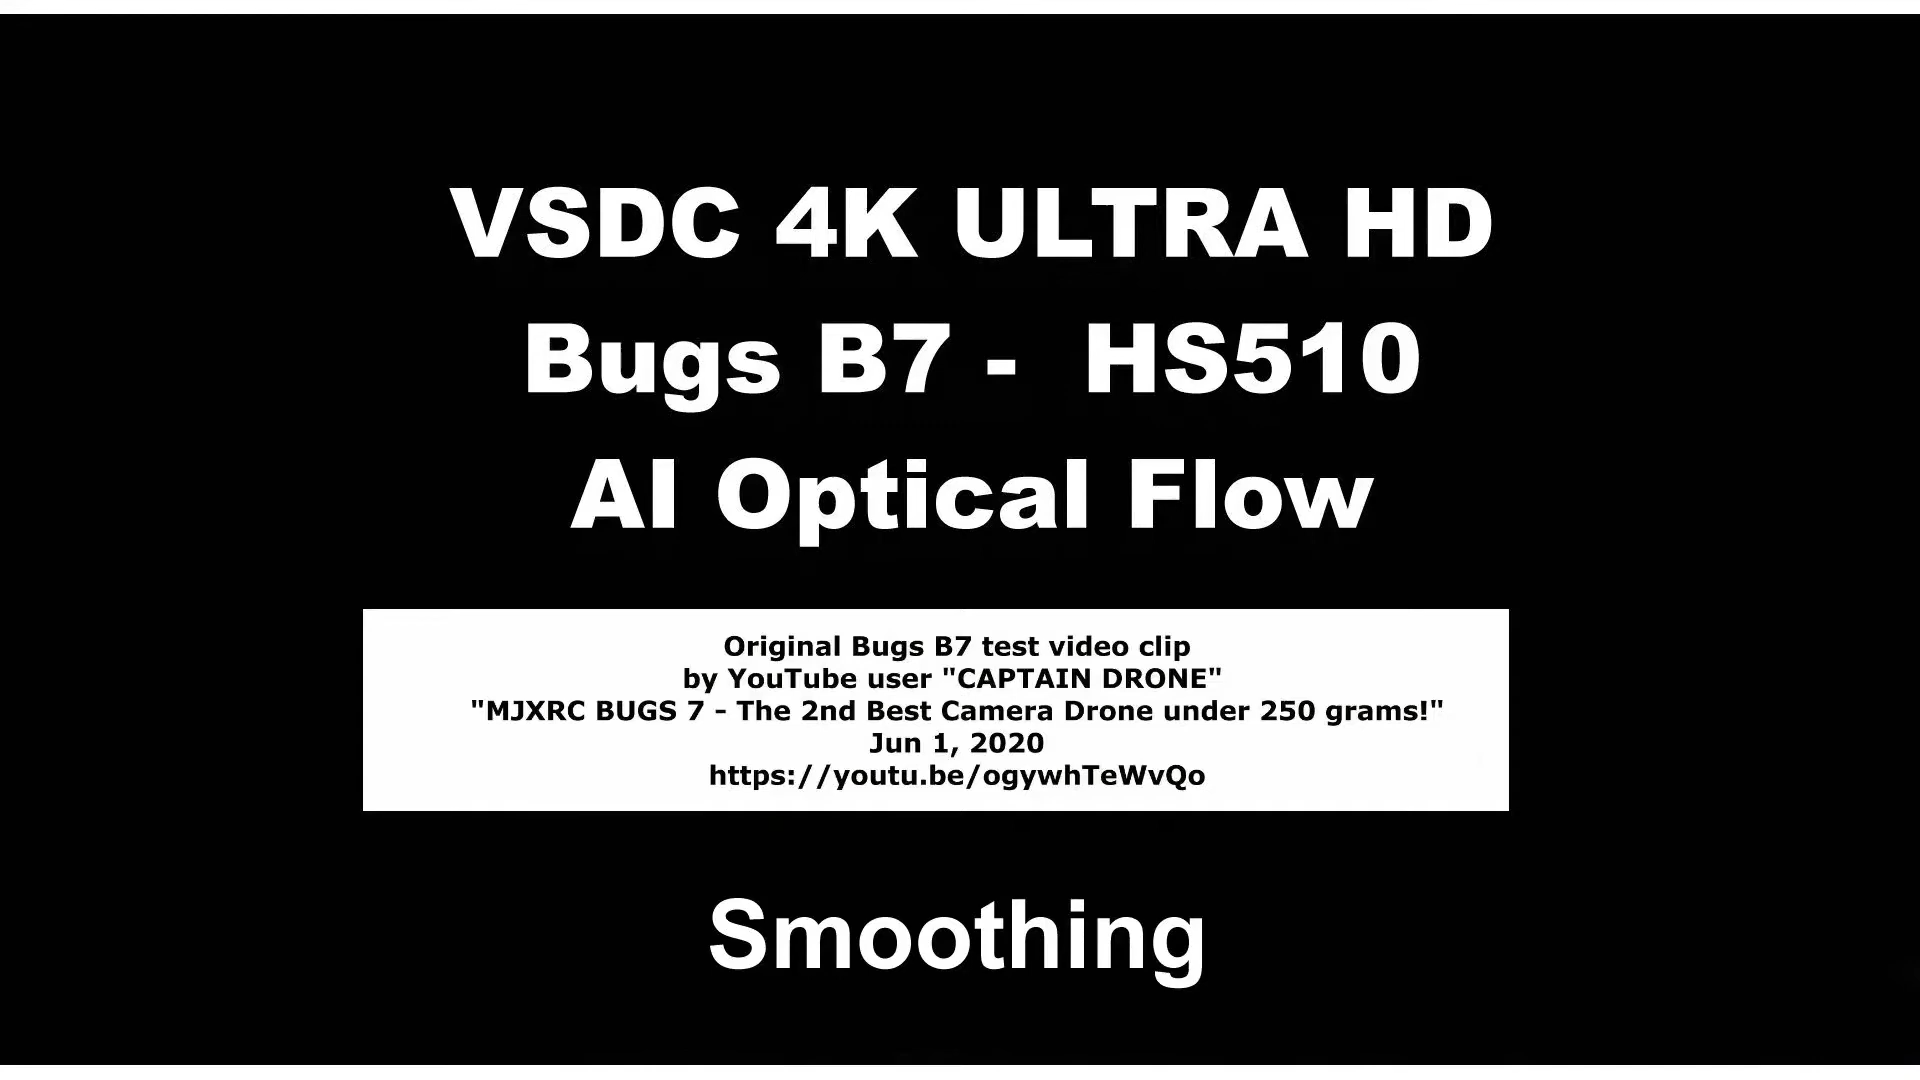 VSDC 4K ULTRA HD
Bugs B7 -  HS510
AI Optical Flow
Original Bugs B7 test video clip
by YouTube user "CAPTAIN DRONE"
"MJXRC BUGS 7 – The 2nd Best Camera Drone under 250 grams!"
Jun 1, 2020
https://youtu.be/ogywhTeWvQo
Smoothing